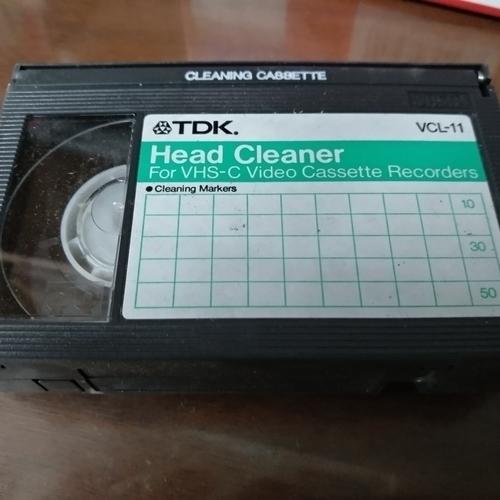 CLEANING CASSETTE
TDK. VCL-11
Head Cleaner
For VHS-C Video Cassette Recorders
● Cleaning Markers
10
30
50